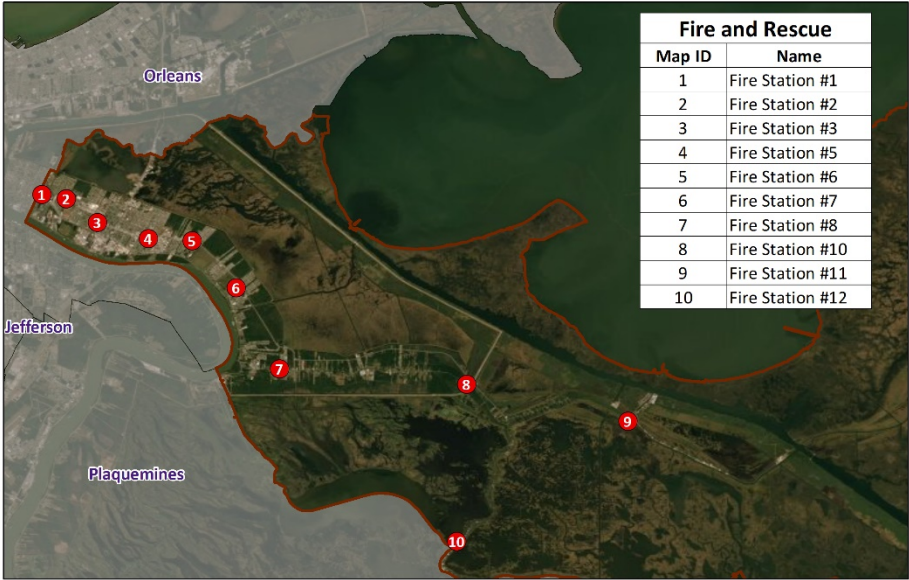 Fire and Rescue
Map ID Name
1 Fire Station #1
2 Fire Station #2
3 Fire Station #3
4 Fire Station #5
5 Fire Station #6
6 Fire Station #7
7 Fire Station #8
8 Fire Station #10
9 Fire Station #11
10 Fire Station #12
Orleans
1
2
3
4
5
6
Jefferson
7
8
9
Plaquemines
10